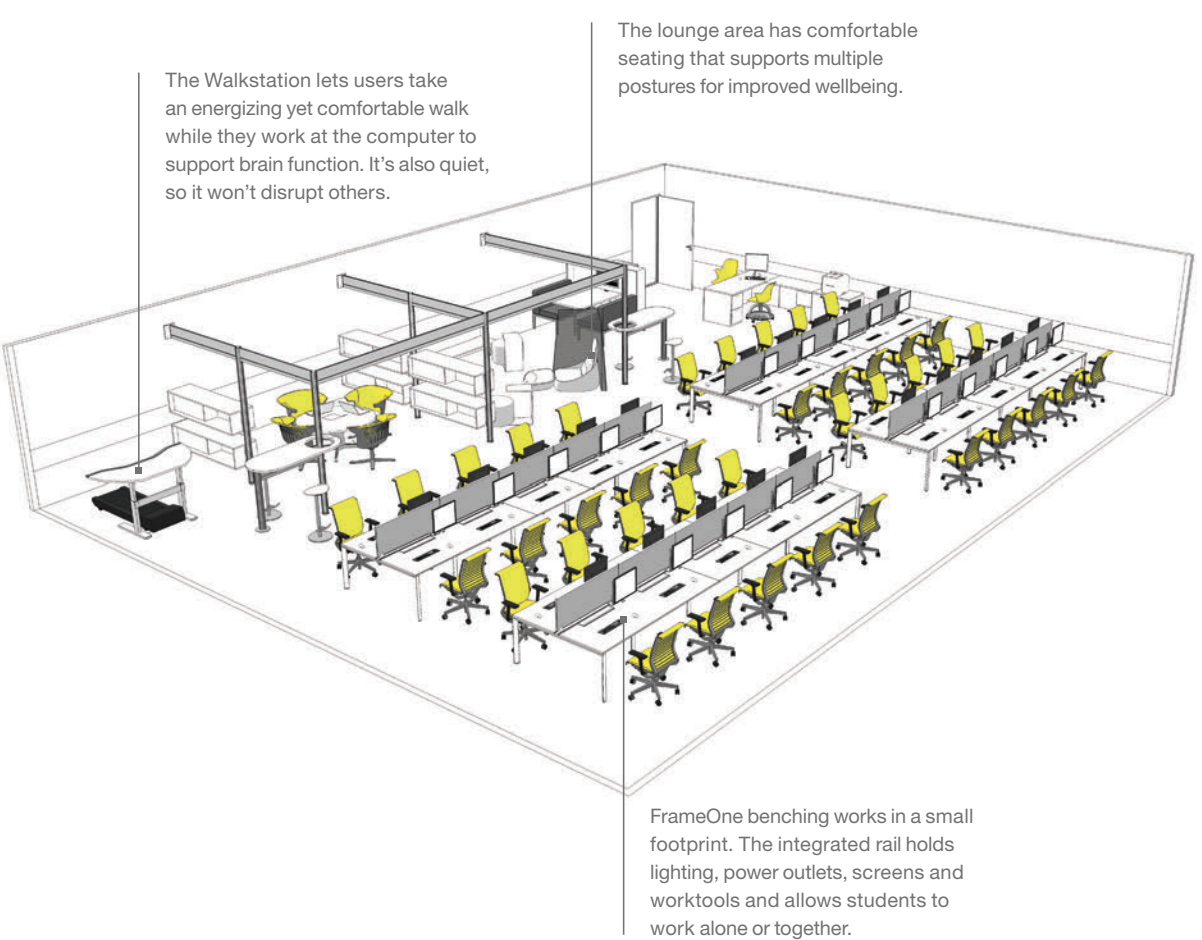 The lounge area has comfortable
seating that supports multiple
postures for improved wellbeing.
The Walkstation lets users take
an energizing yet comfortable walk
while they work at the computer to
support brain function. It's also quiet,
so it won't disrupt others.
FrameOne benching works in a small
footprint. The integrated rail holds
lighting, power outlets, screens and
worktools and allows students to
work alone or together.